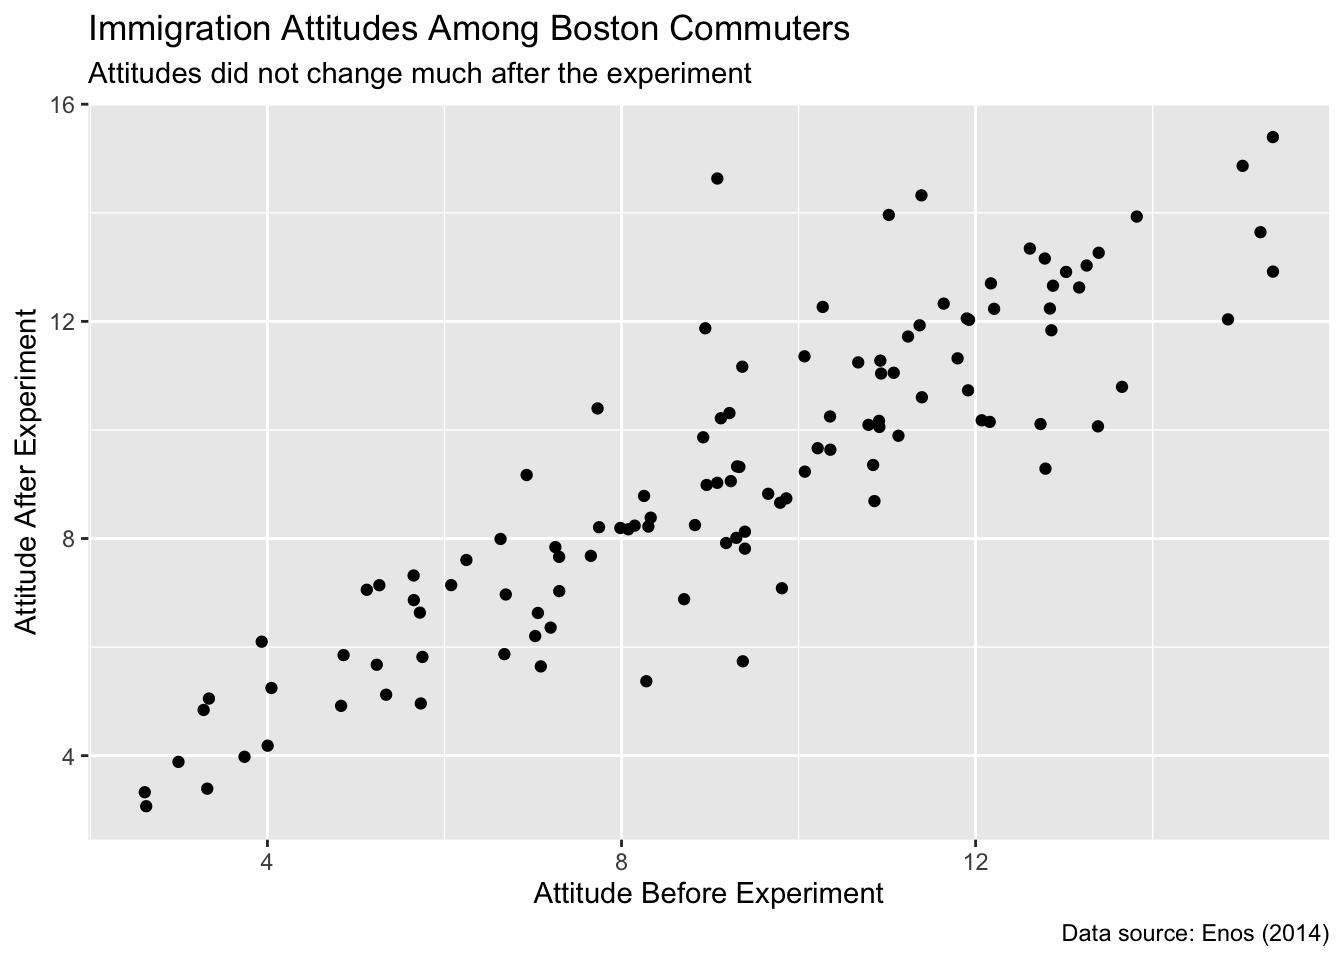 Immigration Attitudes Among Boston Commuters
Attitudes did not change much after the experiment
16
12
8
4
Attitude After Experiment
4
8
12
Attitude Before Experiment
Data source: Enos (2014)